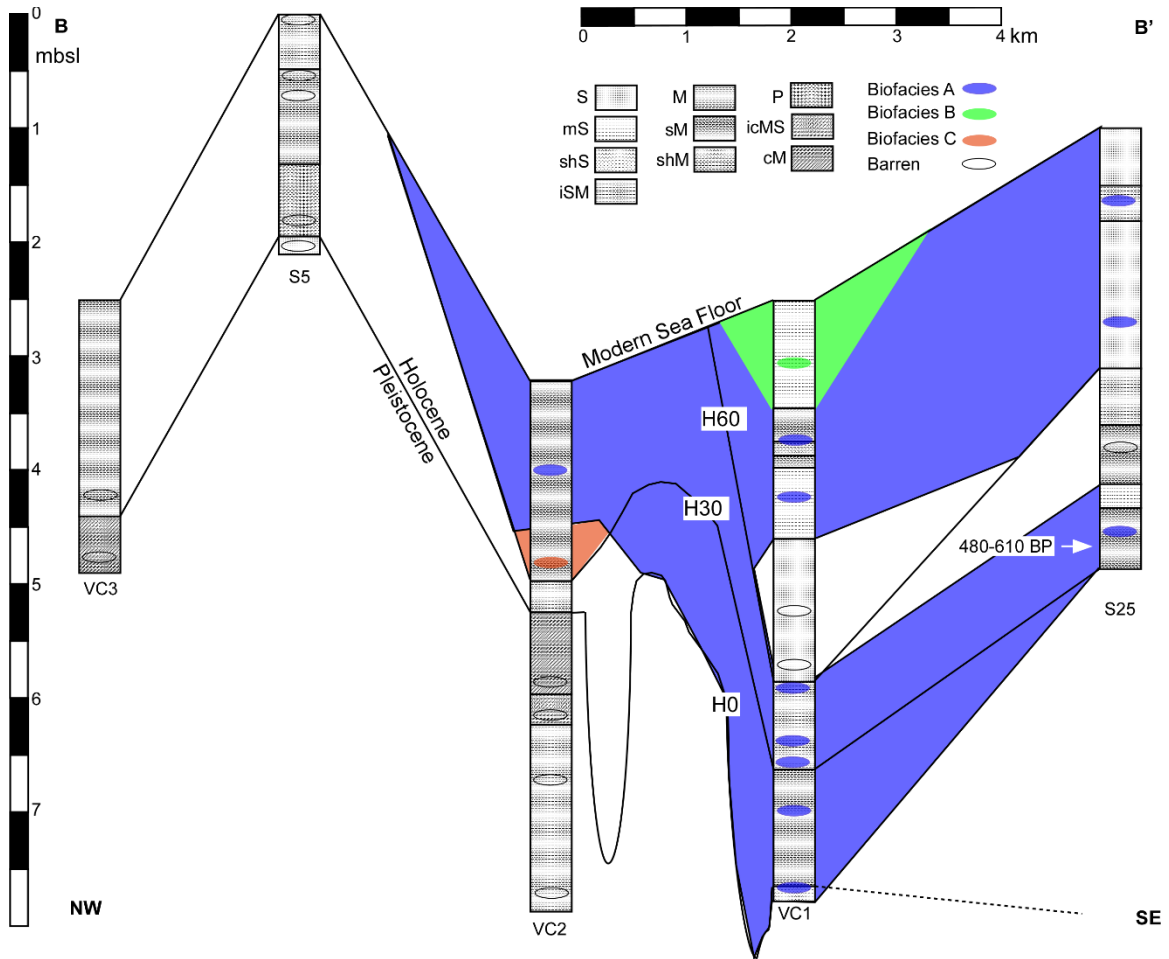 0
B
mbsl
1
2
3
4
5
6
7
NW
0
1
2
3
4
km
B'
S
mS
shS
iSM
M
sM
shM
P
icMS
cM
Biofacies A
Biofacies B
Biofacies C
Barren
S5
VC3
Holocene
Pleistocene
Modern Sea Floor
H60
H30
H0
480-610 BP
S25
VC2
VC1
SE